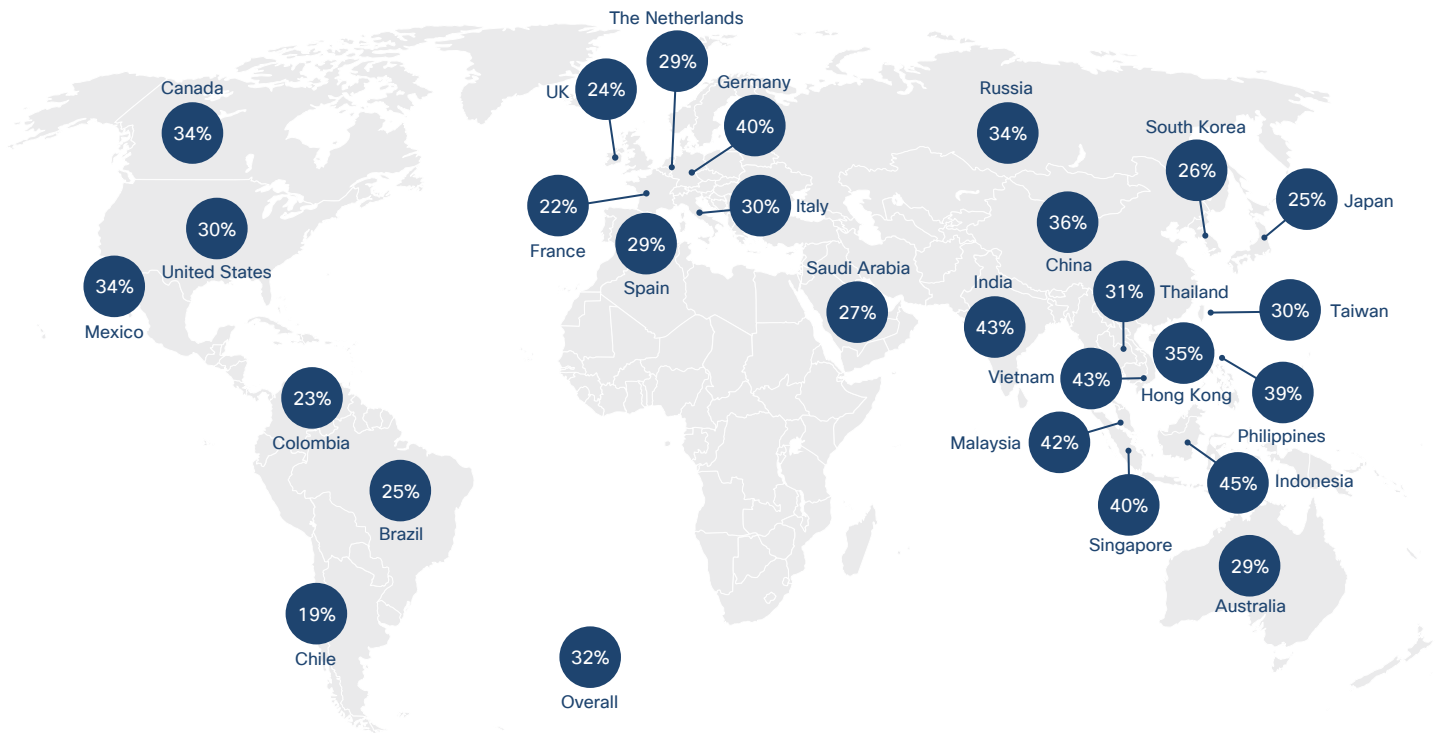 The Netherlands
29%
UK
24%
Germany
40%
Canada
34%
Russia
34%
South Korea
26%
France
22%
Italy
30%
Japan
25%
United States
30%
Spain
29%
China
36%
Mexico
34%
Saudi Arabia
27%
India
43%
Thailand
31%
Taiwan
30%
Hong Kong
35%
Vietnam
43%
Philippines
39%
Colombia
23%
Malaysia
42%
Indonesia
45%
Brazil
25%
Singapore
40%
Australia
29%
Chile
19%
32%
Overall